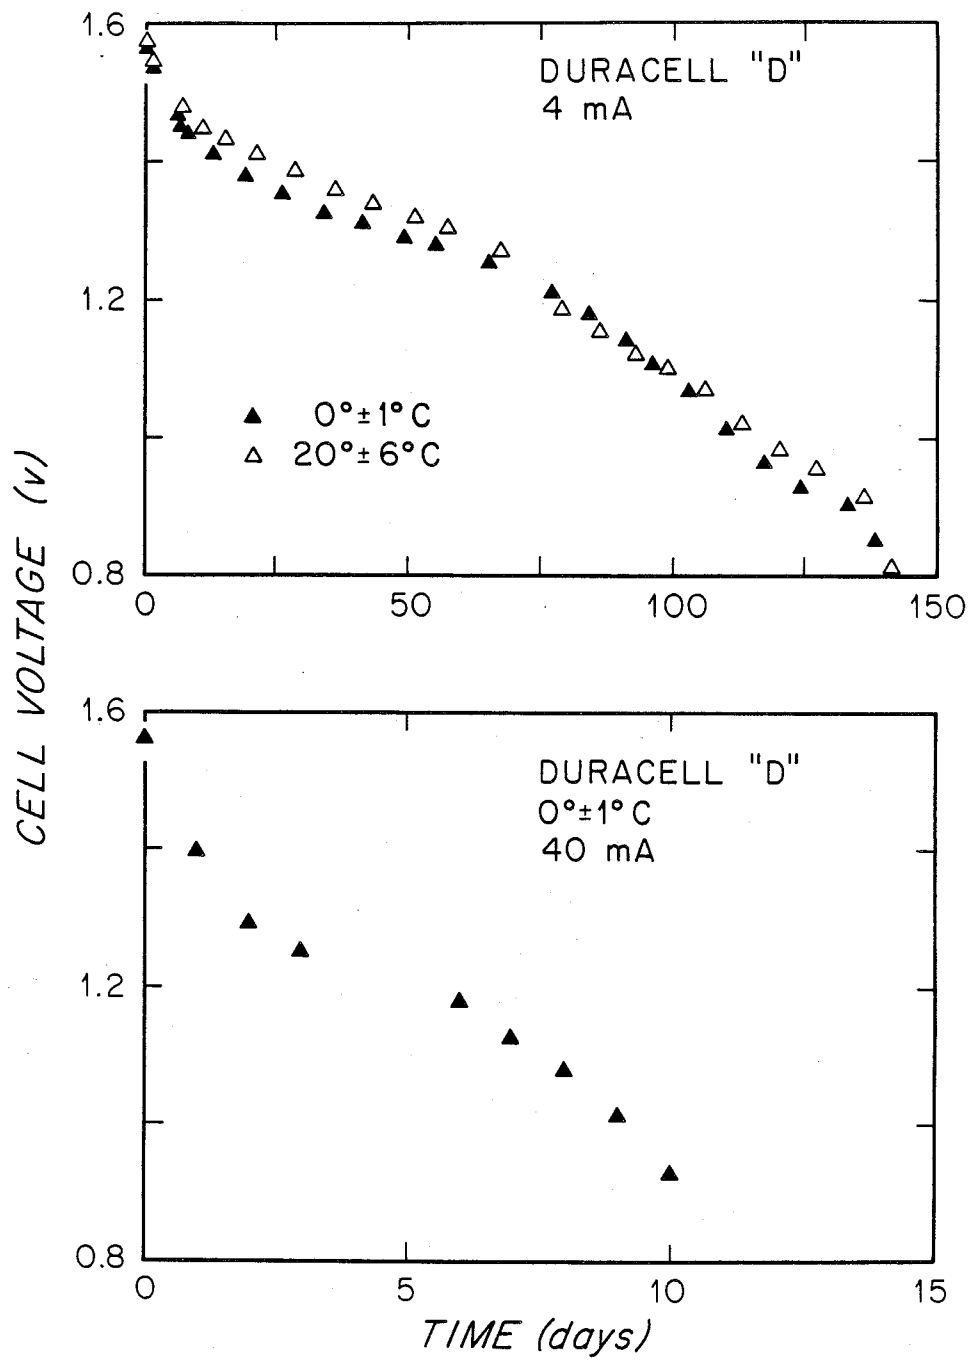 1.6
DURACELL "D"
4 mA
1.2
0°±1°C
20°±6°C
0.8
0 50 100 150
CELL VOLTAGE (v)
1.6
DURACELL "D"
0°±1°C
40 mA
1.2
0.8
0 5 10 15
TIME (days)